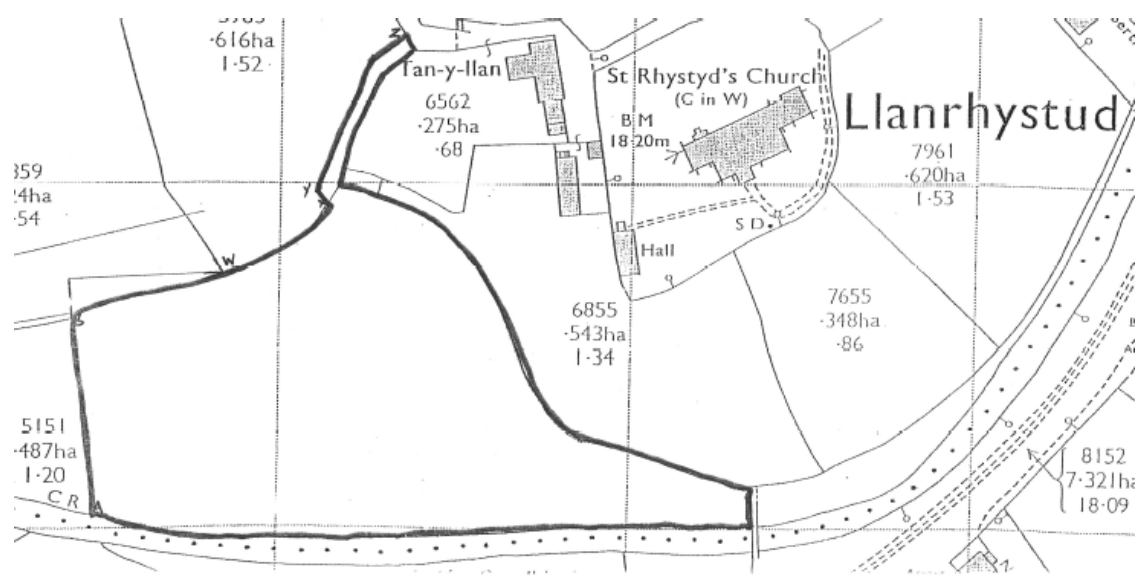 ·616ha
1·52
Z
Tan-y-llan
6562
·275ha
·68
St Rhystyd's Church
(G in W)
B M
18·20m
Llanrhystud
7961
·620ha
1·53
859
24ha
·54
Y
X
W
S D
Hall
B
6855
·543ha
1·34
7655
·348ha
·86
5151
·487ha
1·20
C R
A
8152
7·321ha
18·09